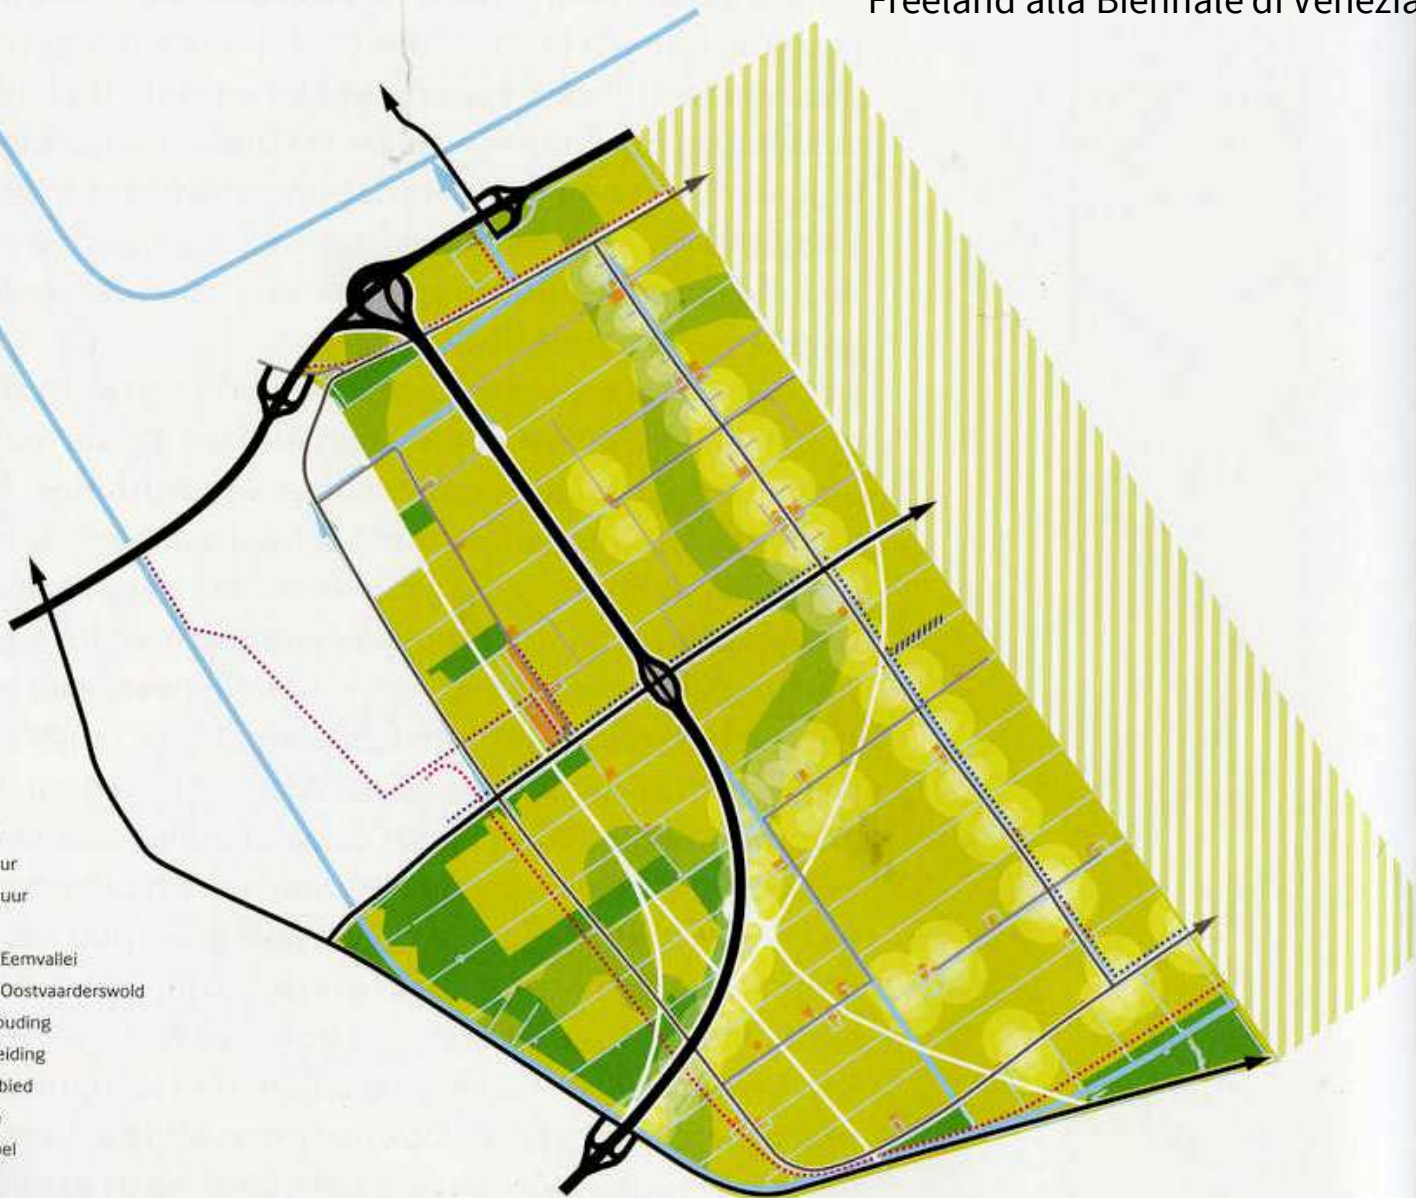 Freeland alla Biennale di Venezia
ur
uur
Eemvallei
Oostvaarderswold
ouding
eiding
bied
pel